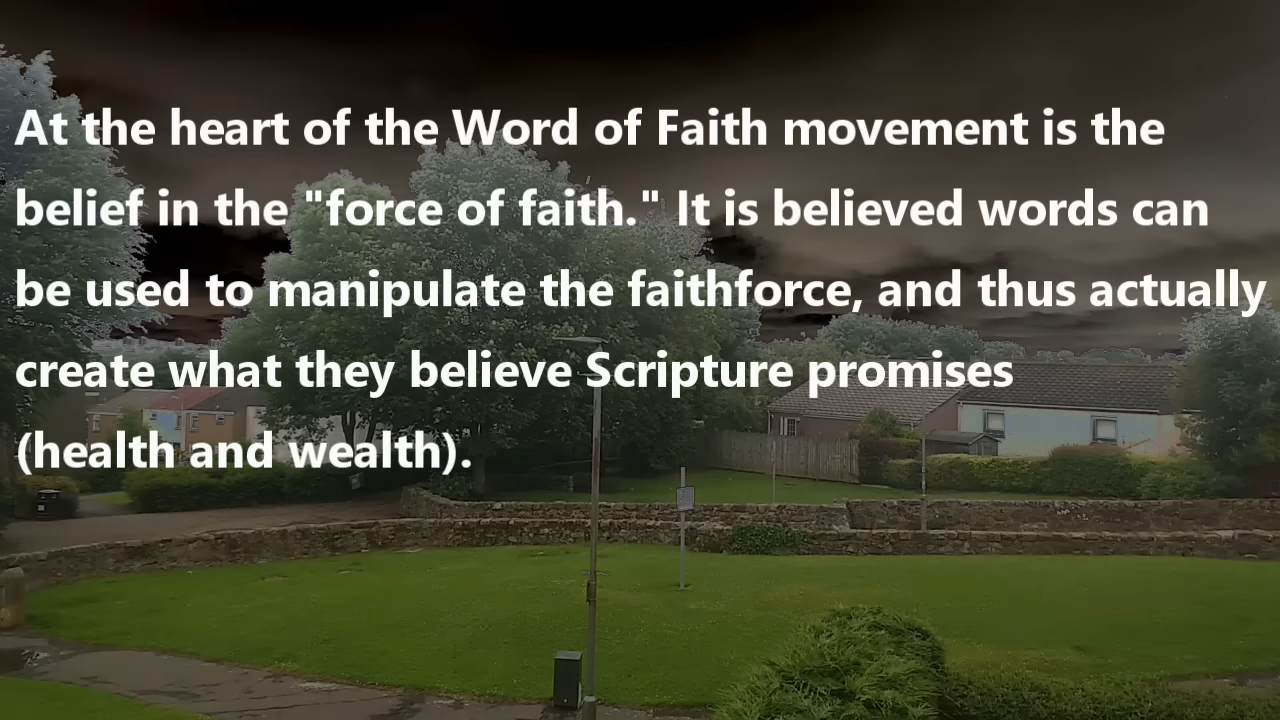 At the heart of the Word of Faith movement is the
belief in the "force of faith." It is believed words can
be used to manipulate the faithforce, and thus actually
create what they believe Scripture promises
(health and wealth).